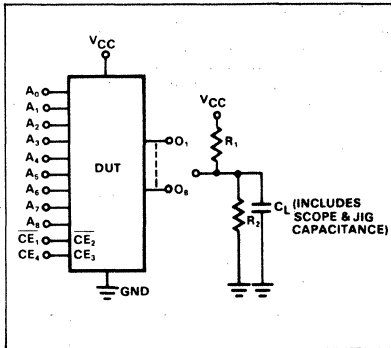 VCC
A0
A1
A2
A3
A4
A5
A6
A7
A8
CE1 CE2
CE4 CE3
DUT
O1
O8
GND
VCC
R1
R2
CL (INCLUDES
SCOPE & JIG
CAPACITANCE)